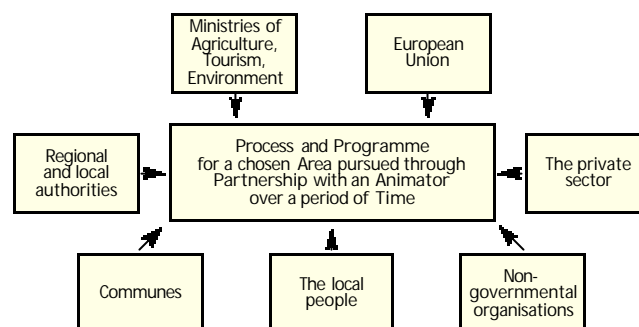 Ministries of
Agriculture,
Tourism,
Environment
European
Union
Regional
and local
authorities
Process and Programme
for a chosen Area pursued through
Partnership with an Animator
over a period of Time
The private
sector
Communes
The local
people
Non-
governmental
organisations